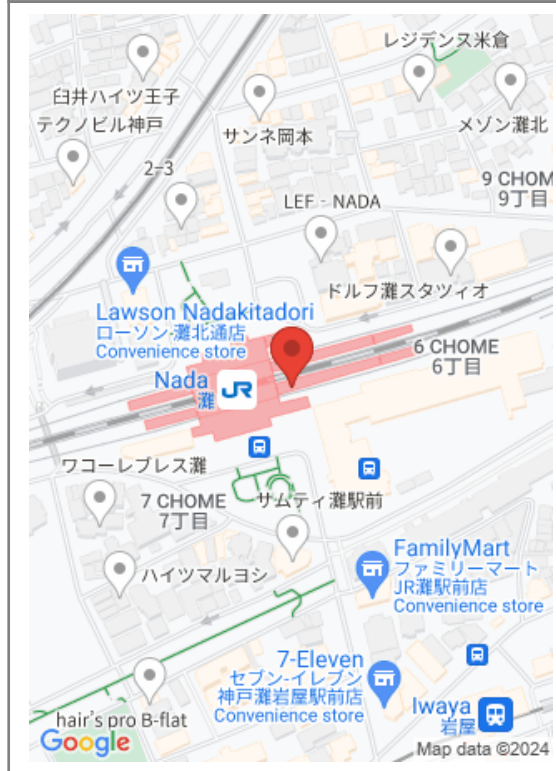 レジデンス米倉
臼井ハイツ王子
テクノビル神戸
サンネ岡本
メゾン灘北
2-3
9 CHOM
9丁目
LEF - NADA
ドルフ灘スタツィオ
Lawson Nadakitadori
ローソン 灘北通店
Convenience store
6 CHOME
6丁目
Nada
灘
JR
ワコーレブレス灘
7 CHOME
7丁目
サムティ灘駅前
ハイツマルヨシ
FamilyMart
ファミリーマート
JR灘駅前店
Convenience store
7-Eleven
セブン-イレブン
神戸灘岩屋駅前店
Convenience store
Iwaya
岩屋
hair's pro B-flat
Google
Map data ©2024